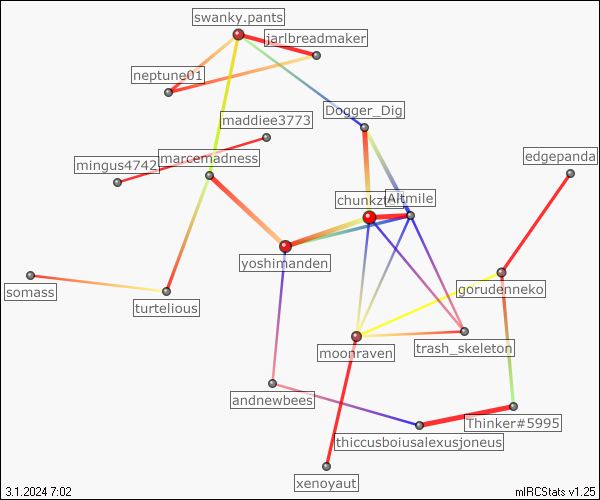 swanky.pants
jarlbreadmaker
neptune01
Dogger_Dig
maddiee3773
edgepanda
mingus4742
marcemadness
Altmile
yoshimanden
gorudenneko
somass
turtelious
trash_skeleton
moonraven
andnewbees
Thinker#5995
thiccusboiusalexusjoneus
xenoyaut
3.1.2024 7:02
mIRCStats v1.25